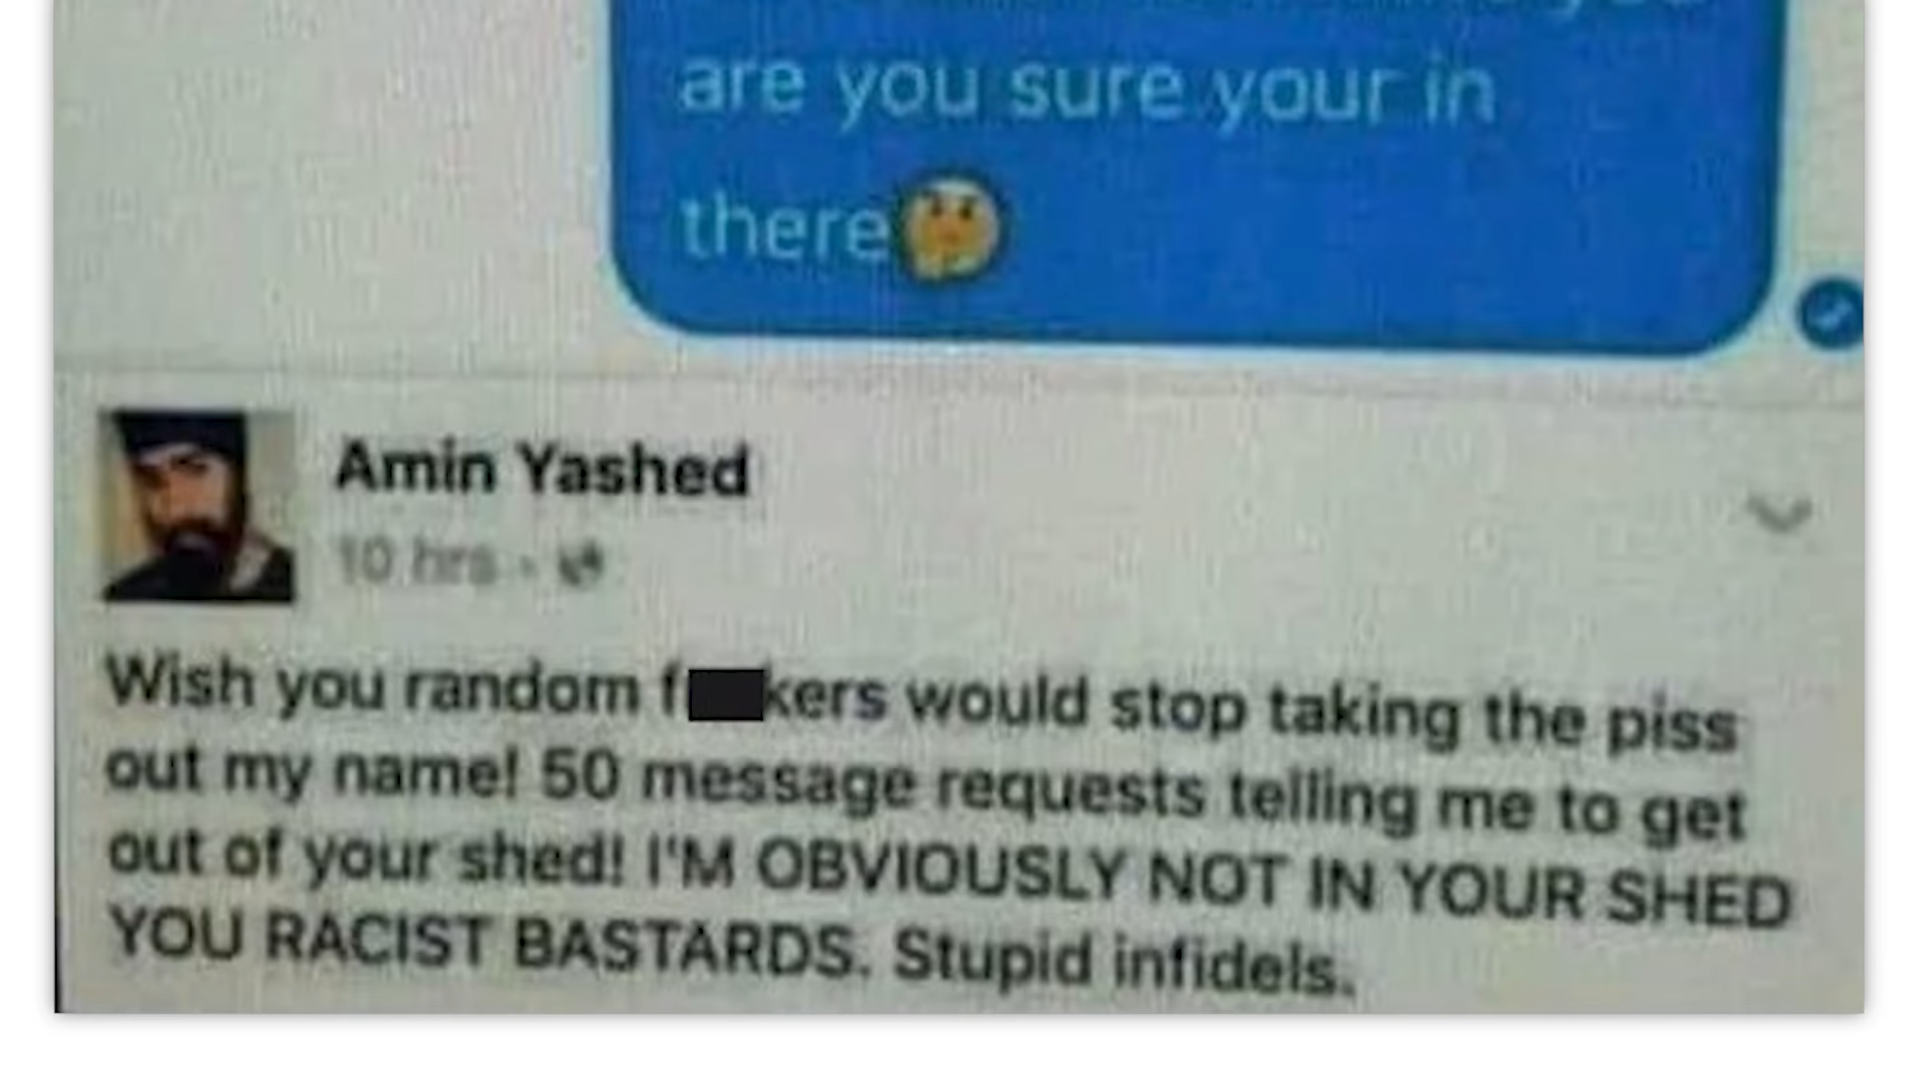 are you sure your in
there🤔
Amin Yashed
10 hrs
Wish you random f██kers would stop taking the piss
out my name! 50 message requests telling me to get
out of your shed! I'M OBVIOUSLY NOT IN YOUR SHED
YOU RACIST BASTARDS. Stupid infidels.